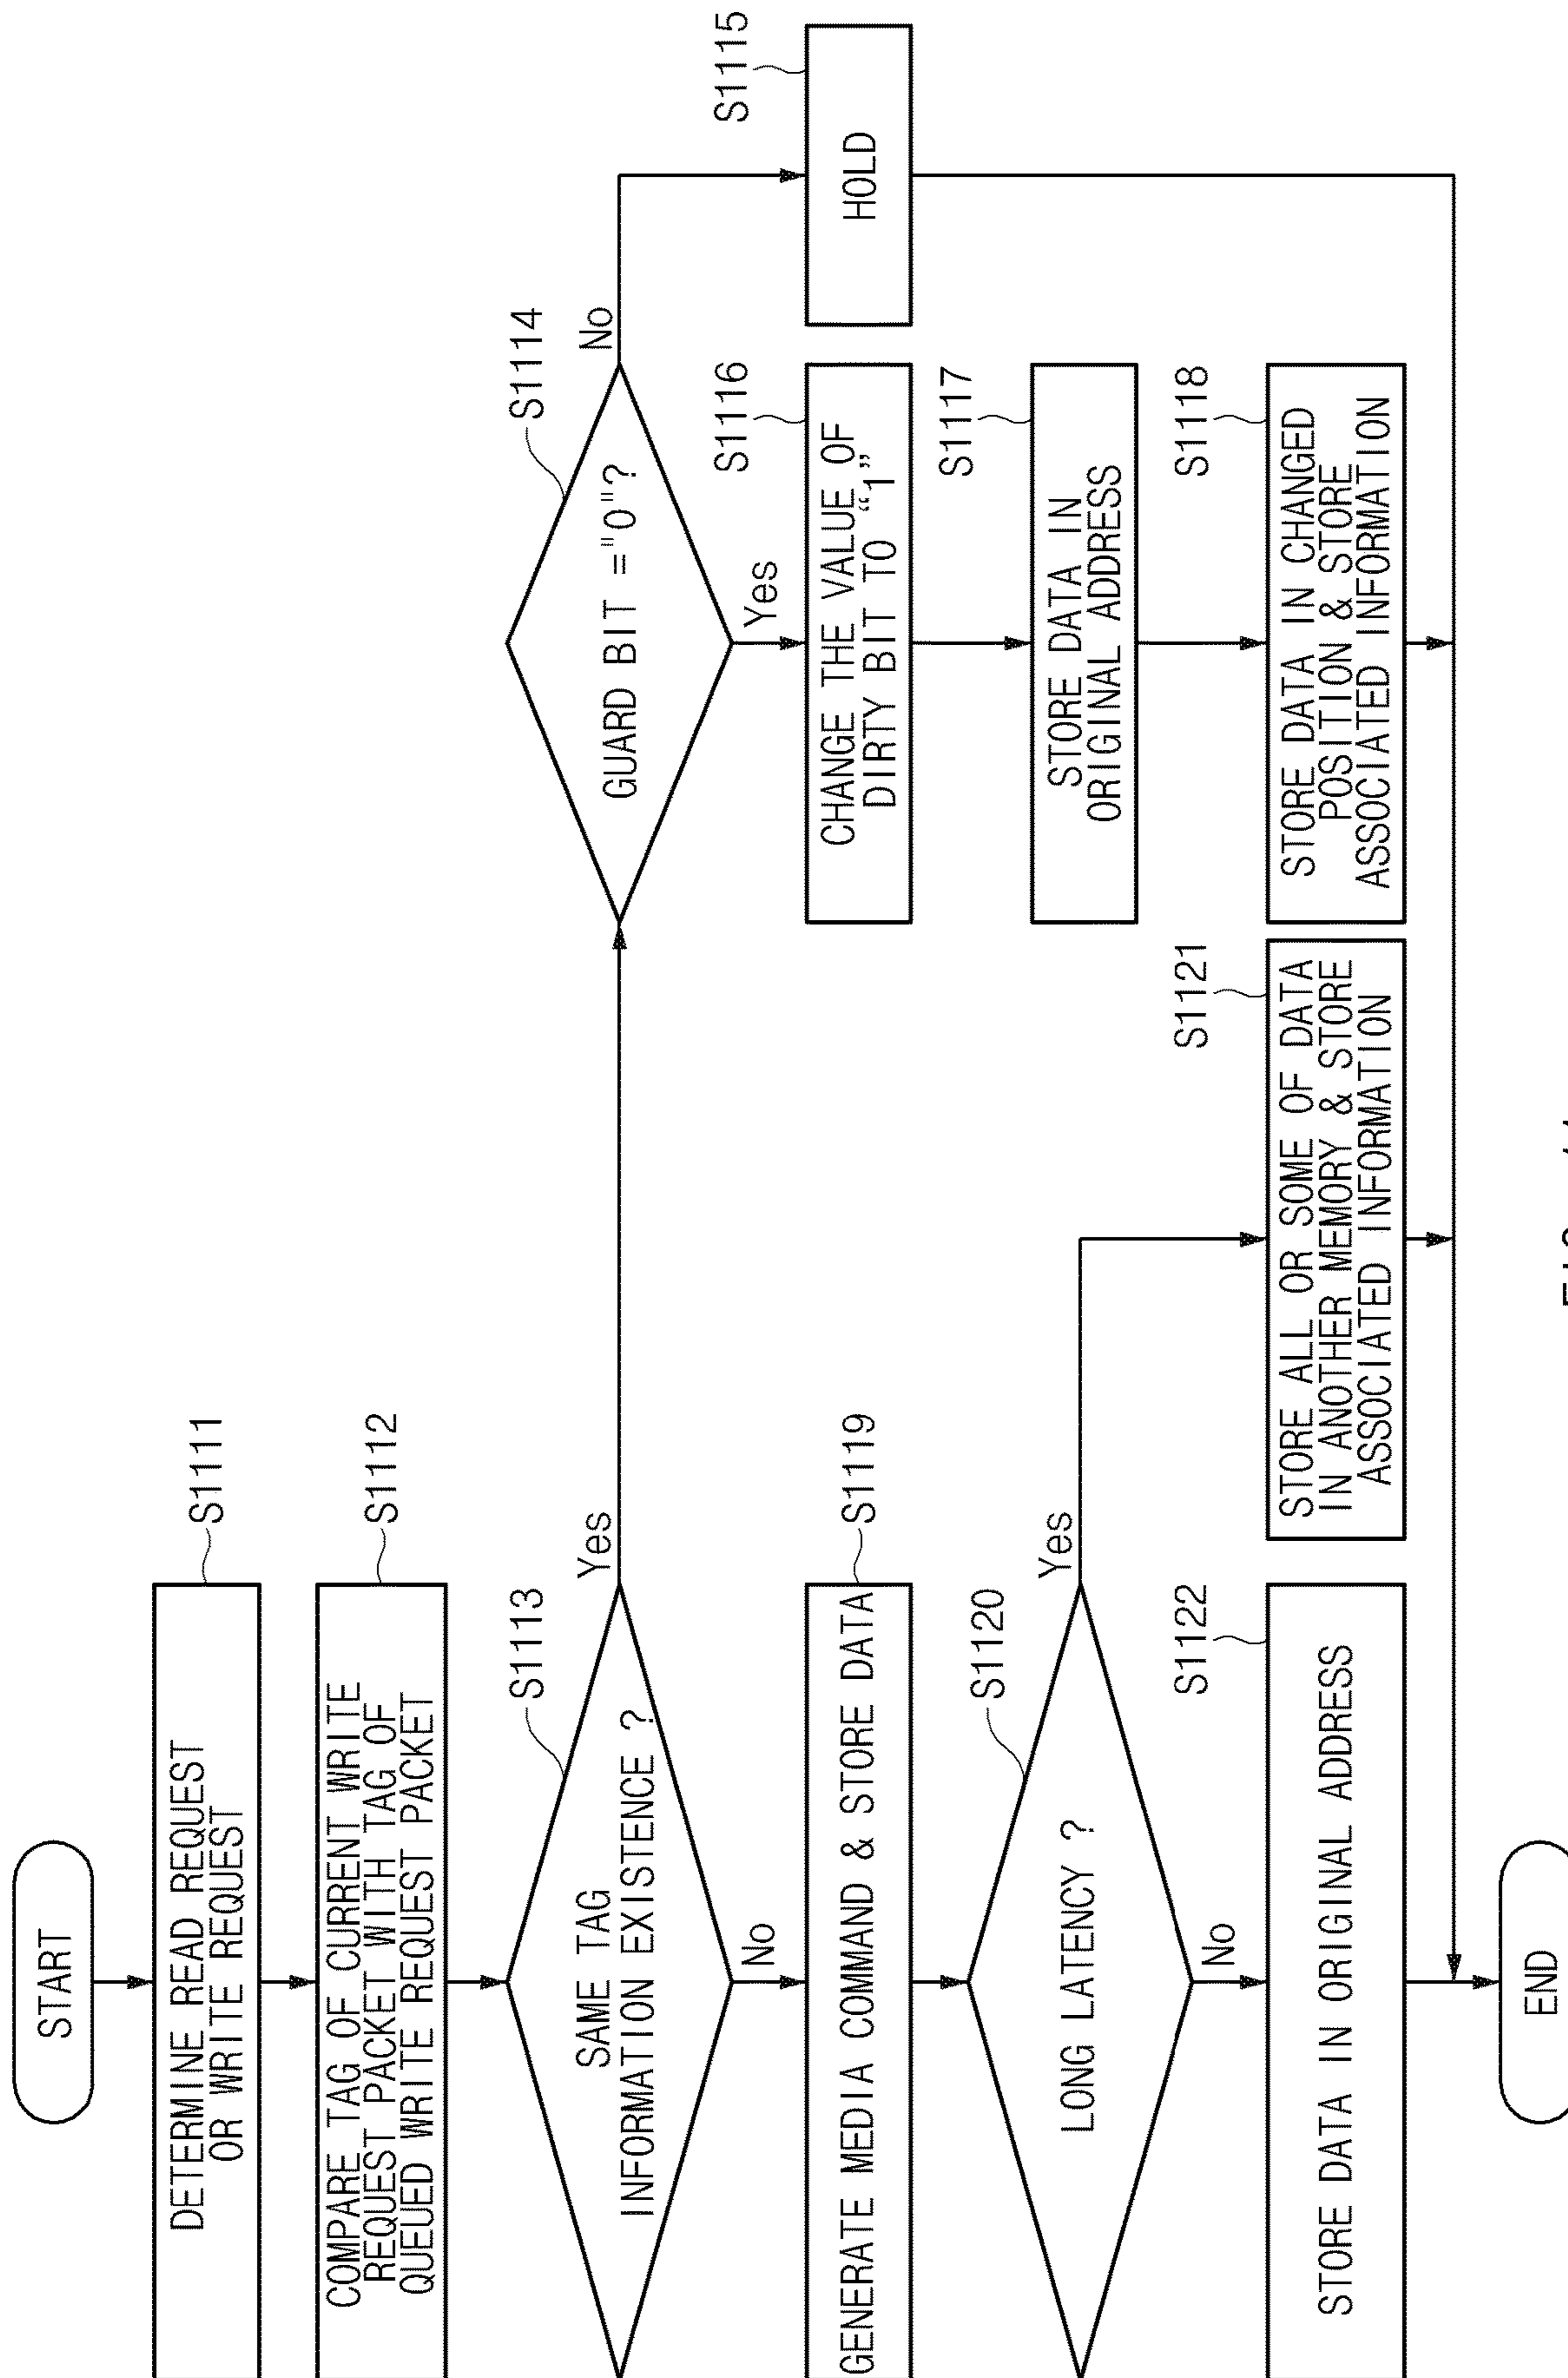 START
DETERMINE READ REQUEST
OR WRITE REQUEST
S1111
COMPARE TAG OF CURRENT WRITE
REQUEST PACKET WITH TAG OF
QUEUED WRITE REQUEST PACKET
S1112
SAME TAG
INFORMATION EXISTENCE ?
S1113
Yes
No
GUARD BIT ="0"?
S1114
No
Yes
HOLD
S1115
CHANGE THE VALUE OF
DIRTY BIT TO “1”
S1116
STORE DATA IN
ORIGINAL ADDRESS
S1117
STORE DATA IN CHANGED
POSITION & STORE
ASSOCIATED INFORMATION
S1118
GENERATE MEDIA COMMAND & STORE DATA
S1119
LONG LATENCY ?
S1120
Yes
No
STORE ALL OR SOME OF DATA
IN ANOTHER MEMORY & STORE
ASSOCIATED INFORMATION
S1121
STORE DATA IN ORIGINAL ADDRESS
S1122
END